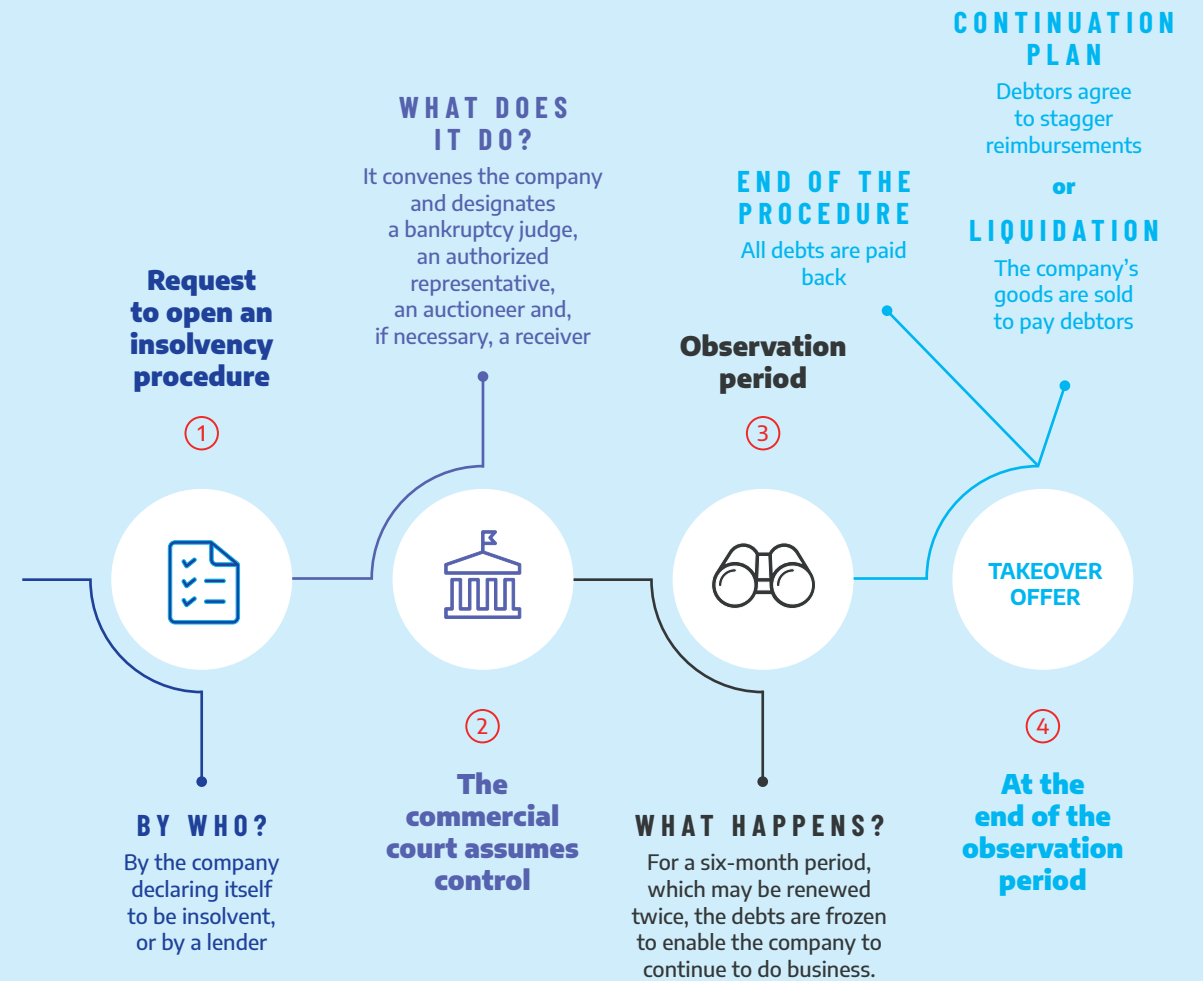 Request
to open an
insolvency
procedure
1
BY WHO?
By the company
declaring itself
to be insolvent,
or by a lender
WHAT DOES
IT DO?
It convenes the company
and designates
a bankruptcy judge,
an authorized
representative,
an auctioneer and,
if necessary, a receiver
2
The
commercial
court assumes
control
Observation
period
3
WHAT HAPPENS?
For a six-month period,
which may be renewed
twice, the debts are frozen
to enable the company to
continue to do business.
END OF THE
PROCEDURE
All debts are paid
back
CONTINUATION
PLAN
Debtors agree
to stagger
reimbursements
or
LIQUIDATION
The company’s
goods are sold
to pay debtors
TAKEOVER
OFFER
4
At the
end of the
observation
period